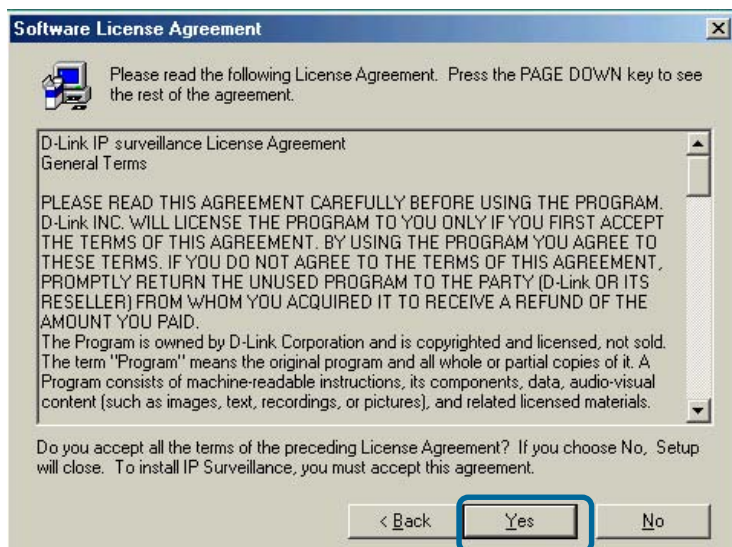 Software License Agreement
Please read the following License Agreement. Press the PAGE DOWN key to see
the rest of the agreement.
D-Link IP surveillance License Agreement
General Terms
PLEASE READ THIS AGREEMENT CAREFULLY BEFORE USING THE PROGRAM.
D-Link INC. WILL LICENSE THE PROGRAM TO YOU ONLY IF YOU FIRST ACCEPT
THE TERMS OF THIS AGREEMENT. BY USING THE PROGRAM YOU AGREE TO
THESE TERMS. IF YOU DO NOT AGREE TO THE TERMS OF THIS AGREEMENT,
PROMPTLY RETURN THE UNUSED PROGRAM TO THE PARTY (D-Link OR ITS
RESELLER) FROM WHOM YOU ACQUIRED IT TO RECEIVE A REFUND OF THE
AMOUNT YOU PAID.
The Program is owned by D-Link Corporation and is copyrighted and licensed, not sold.
The term "Program" means the original program and all whole or partial copies of it. A
Program consists of machine-readable instructions, its components, data, audio-visual
content (such as images, text, recordings, or pictures), and related licensed materials.
Do you accept all the terms of the preceding License Agreement? If you choose No, Setup
will close. To install IP Surveillance, you must accept this agreement.
< Back Yes No